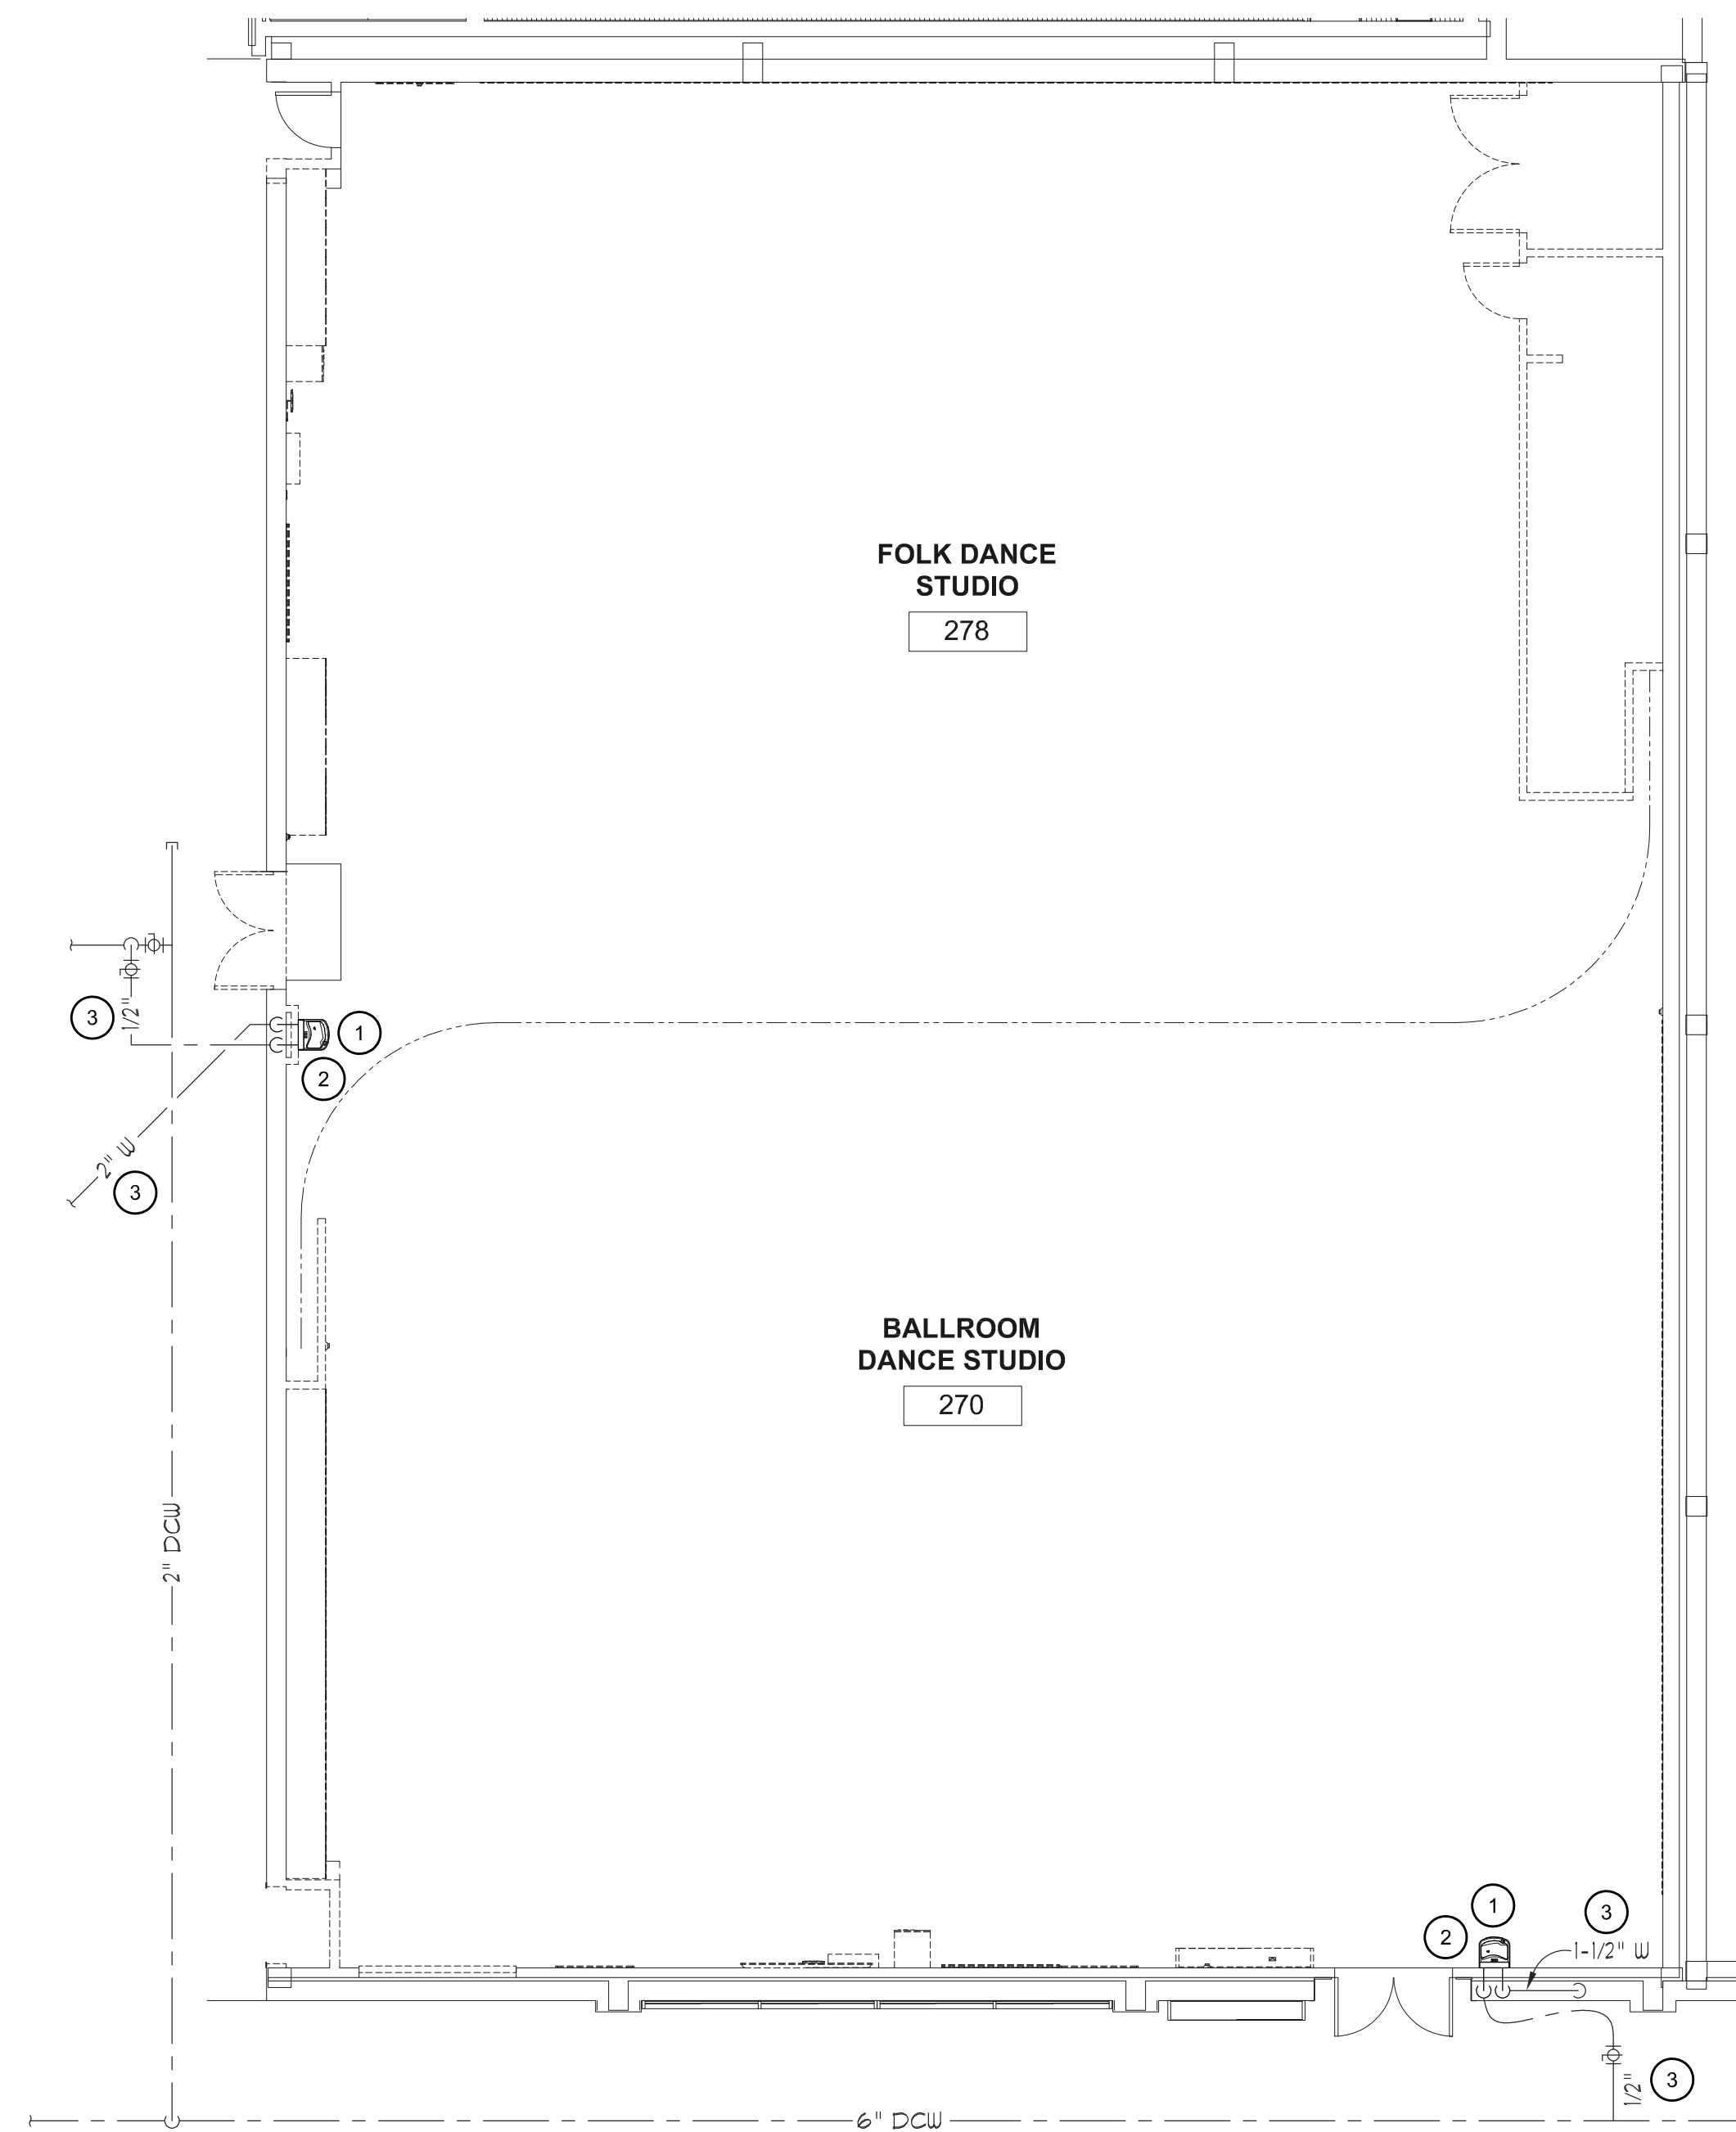 FOLK DANCE
STUDIO
278
3
1/2"
1
2
2" W
3
BALLROOM
DANCE STUDIO
270
2" DCW
1
3
2
1-1/2" W
1/2"
3
6" DCW